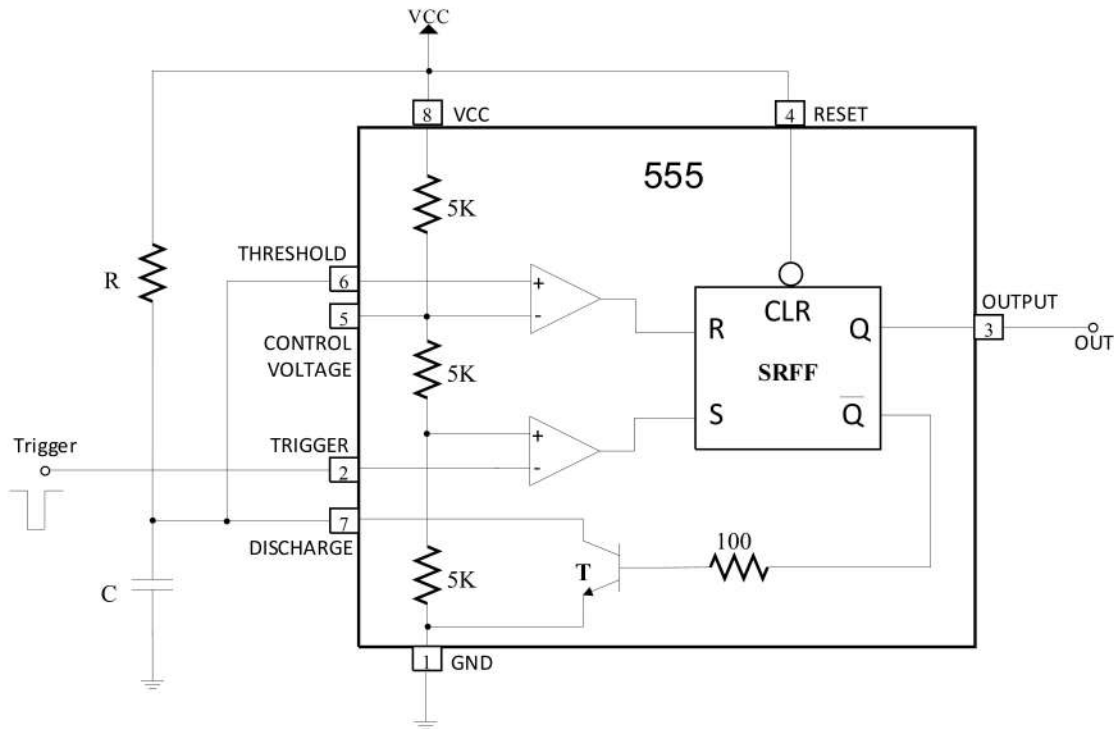 VCC
8
VCC
4
RESET
555
5K
THRESHOLD
6
R
+
-
5
CONTROL
VOLTAGE
5K
CLR
R
Q
SRFF
S
Q̅
OUTPUT
3
OUT
Trigger
TRIGGER
2
+
-
7
DISCHARGE
C
5K
T
100
1
GND